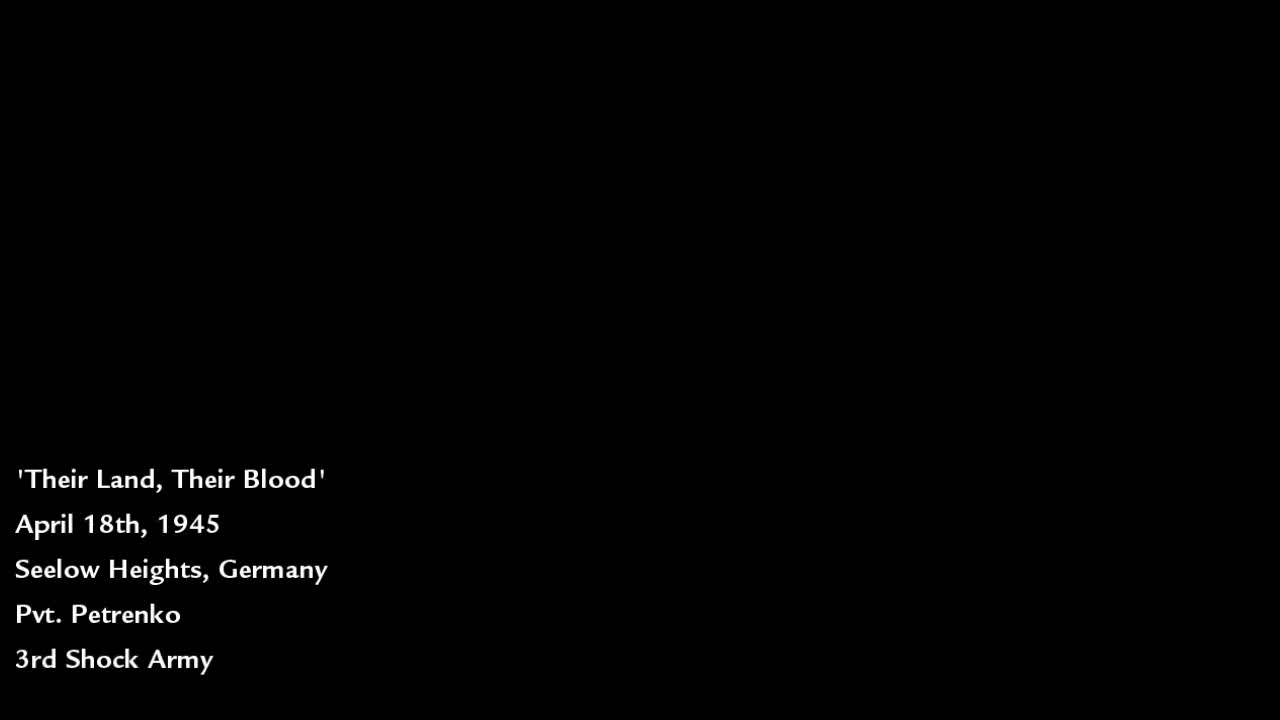 'Their Land, Their Blood'
April 18th, 1945
Seelow Heights, Germany
Pvt. Petrenko
3rd Shock Army